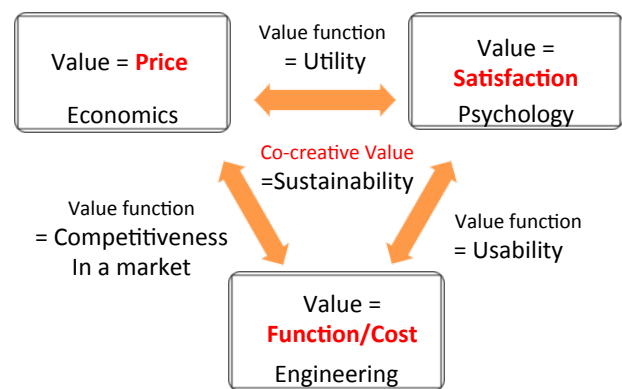 Value = Price
Economics
Value function
= Utility
Value =
Satisfaction
Psychology
Co-creative Value
=Sustainability
Value function
= Competitiveness
In a market
Value function
= Usability
Value =
Function/Cost
Engineering